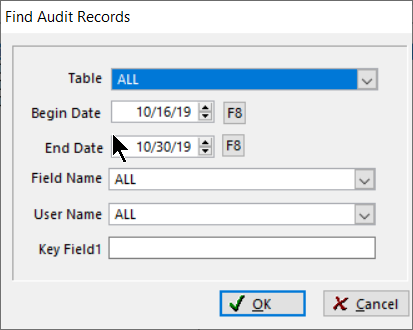 Find Audit Records
Table ALL
Begin Date 10/16/19 F8
End Date 10/30/19 F8
Field Name ALL
User Name ALL
Key Field1
OK Cancel